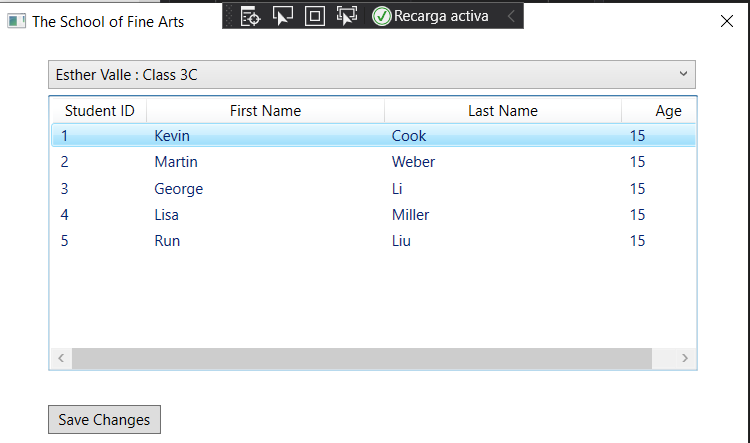 The School of Fine Arts
Recarga activa
Esther Valle : Class 3C
Student ID First Name Last Name Age
1 Kevin Cook 15
2 Martin Weber 15
3 George Li 15
4 Lisa Miller 15
5 Run Liu 15
Save Changes